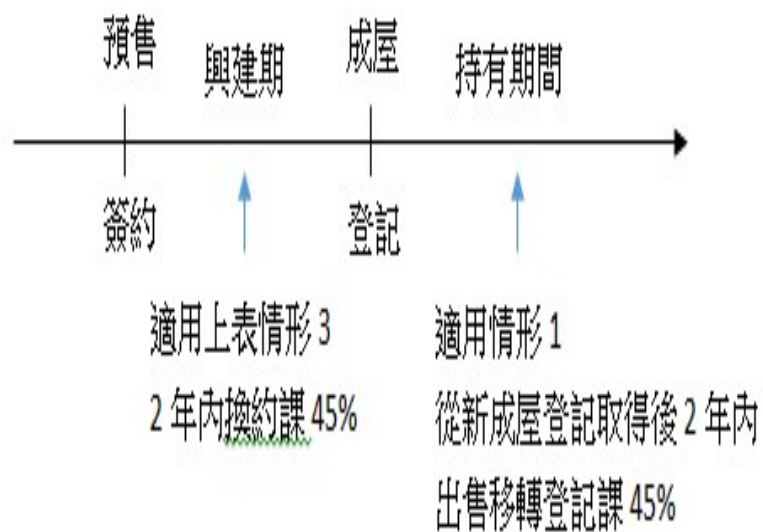 預售
興建期
成屋
持有期間
簽約
登記
適用上表情形 3
2 年內換約課 45%
適用情形 1
從新成屋登記取得後 2 年內
出售移轉登記課 45%